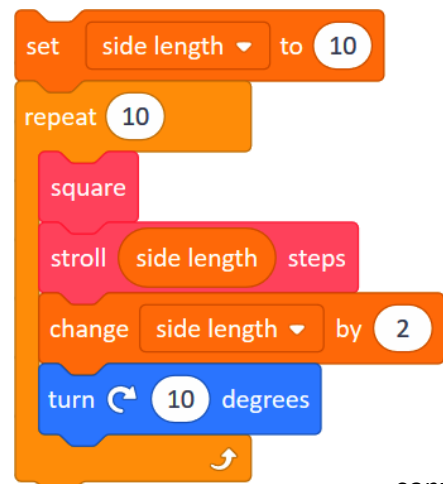 set side length to 10
repeat 10
square
stroll side length steps
change side length by 2
turn 10 degrees